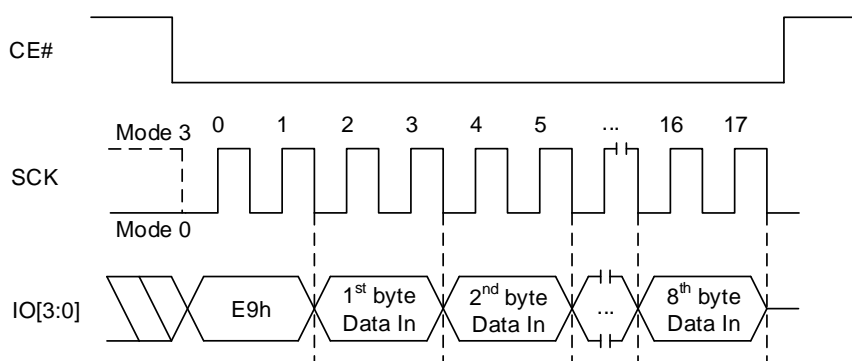 CE#
Mode 3 0 1 2 3 4 5 ... 16 17
SCK
Mode 0
IO[3:0] E9h 1st byte Data In 2nd byte Data In ... 8th byte Data In